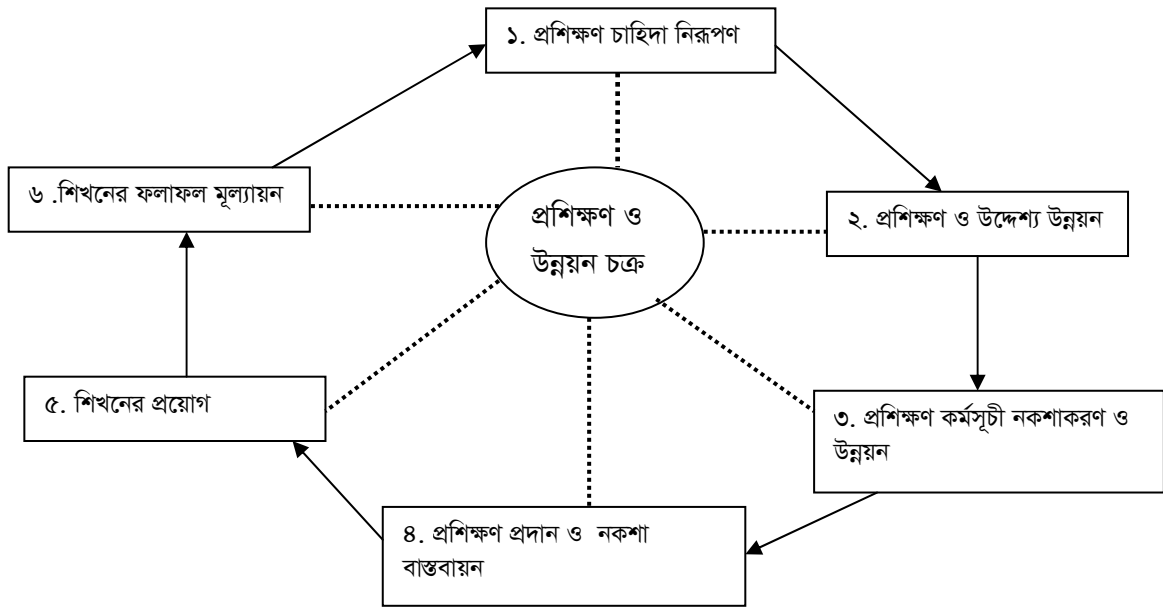 ১. প্রশিক্ষণ চাহিদা নিরূপণ
২. প্রশিক্ষণ ও উদ্দেশ্য উন্নয়ন
৩. প্রশিক্ষণ কর্মসূচী নকশাকরণ ও
উন্নয়ন
৪. প্রশিক্ষণ প্রদান ও নকশা
বাস্তবায়ন
৫. শিখনের প্রয়োগ
৬ .শিখনের ফলাফল মূল্যায়ন
প্রশিক্ষণ ও
উন্নয়ন চক্র